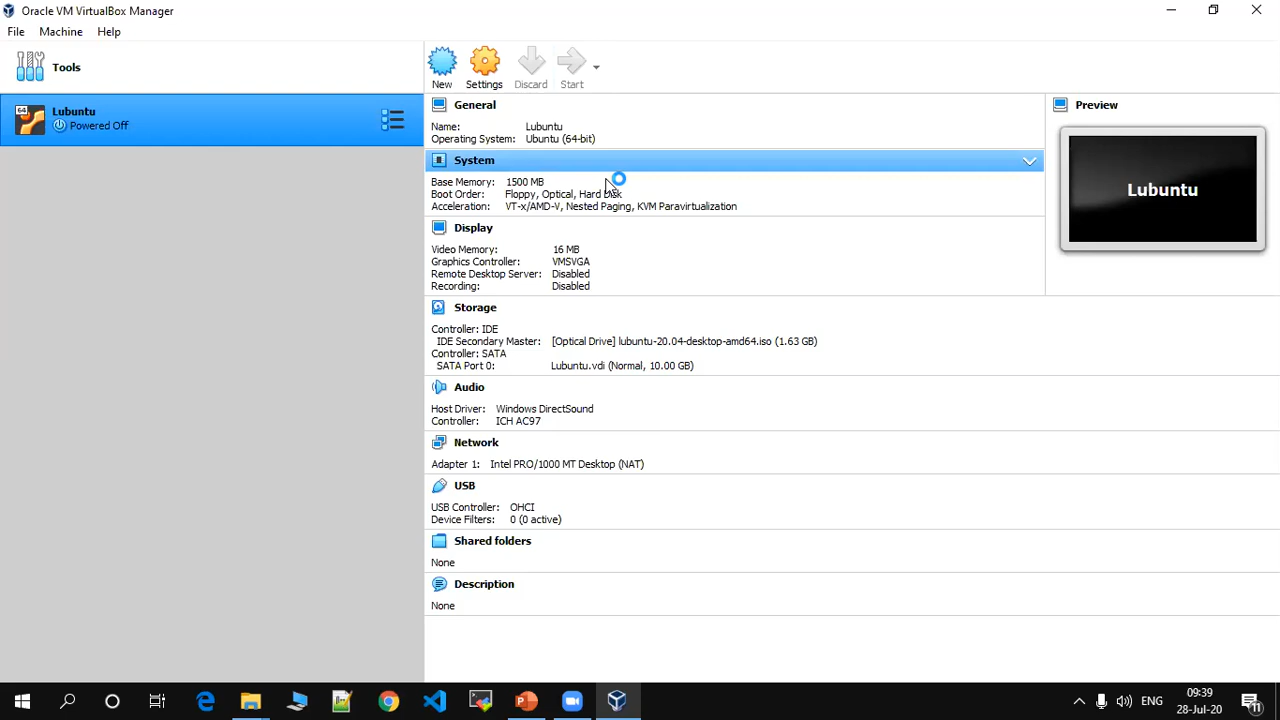 Oracle VM VirtualBox Manager
File Machine Help
Tools
New Settings Discard Start
64 Lubuntu
Powered Off
General
Name: Lubuntu
Operating System: Ubuntu (64-bit)
Preview
Lubuntu
System
Base Memory: 1500 MB
Boot Order: Floppy, Optical, Hard Disk
Acceleration: VT-x/AMD-V, Nested Paging, KVM Paravirtualization
Display
Video Memory: 16 MB
Graphics Controller: VMSVGA
Remote Desktop Server: Disabled
Recording: Disabled
Storage
Controller: IDE
IDE Secondary Master: [Optical Drive] lubuntu-20.04-desktop-amd64.iso (1.63 GB)
Controller: SATA
SATA Port 0: Lubuntu.vdi (Normal, 10.00 GB)
Audio
Host Driver: Windows DirectSound
Controller: ICH AC97
Network
Adapter 1: Intel PRO/1000 MT Desktop (NAT)
USB
USB Controller: OHCI
Device Filters: 0 (0 active)
Shared folders
None
Description
None
ENG
09:39
28-Jul-20
11